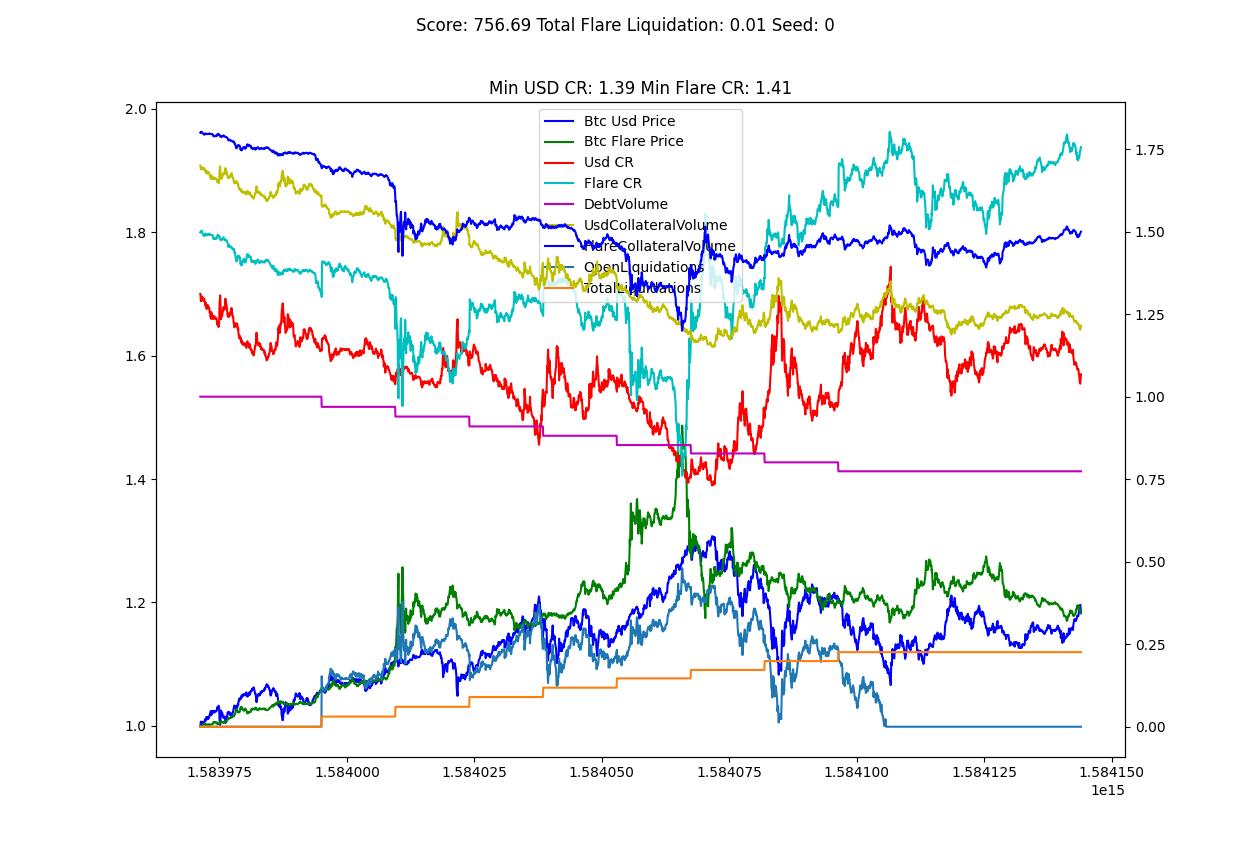 Score: 756.69 Total Flare Liquidation: 0.01 Seed: 0
Min USD CR: 1.39 Min Flare CR: 1.41
2.0
1.8
1.6
1.4
1.2
1.0
Btc Usd Price
Btc Flare Price
Usd CR
Flare CR
DebtVolume
UsdCollateralVolume
FlareCollateralVolume
OpenLiquidations
TotalLiquidations
1.75
1.50
1.25
1.00
0.75
0.50
0.25
0.00
1.583975 1.584000 1.584025 1.584050 1.584075 1.584100 1.584125 1.584150
1e15